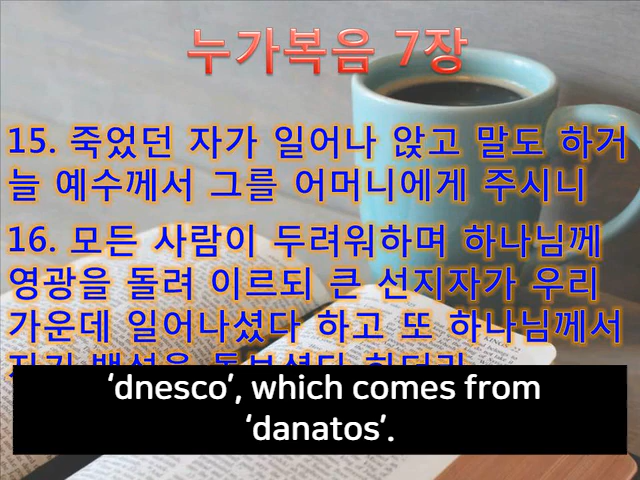 누가복음 7장
15. 죽었던 자가 일어나 앉고 말도 하거
늘 예수께서 그를 어머니에게 주시니
16. 모든 사람이 두려워하며 하나님께
영광을 돌려 이르되 큰 선지자가 우리
가운데 일어나셨다 하고 또 하나님께서
‘dnesco’, which comes from
‘danatos’.